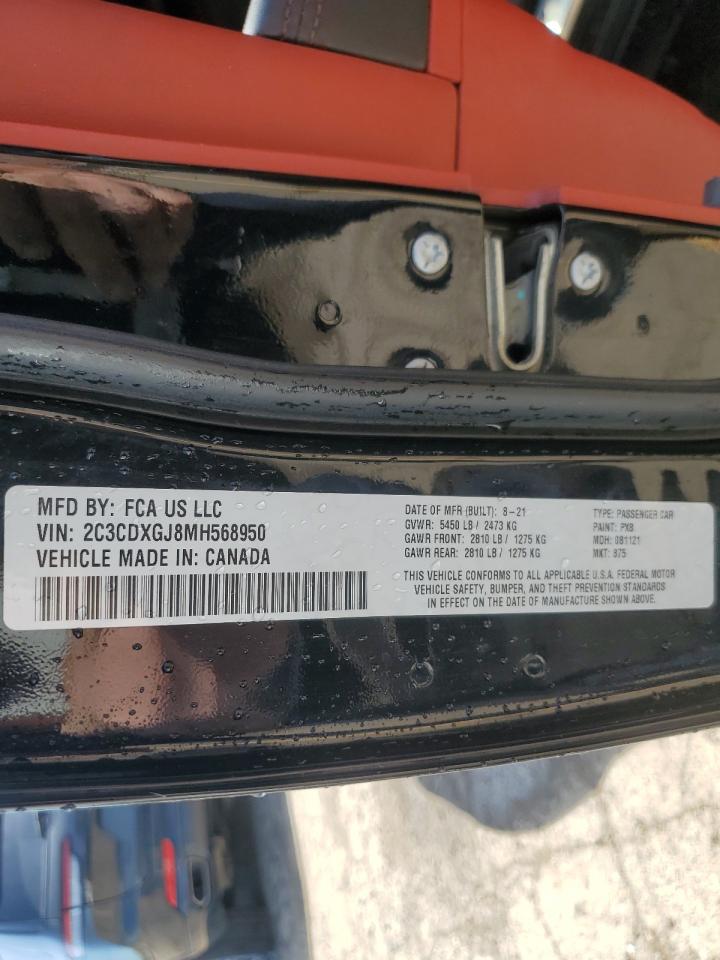 MFD BY: FCA US LLC
VIN: 2C3CDXGJ8MH568950
VEHICLE MADE IN: CANADA
DATE OF MFR (BUILT): 8-21
GVWR: 5450 LB / 2473 KG
GAWR FRONT: 2810 LB / 1275 KG
GAWR REAR: 2810 LB / 1275 KG
TYPE: PASSENGER CAR
PAINT: PX8
MDH: 081121
MKT: 875
THIS VEHICLE CONFORMS TO ALL APPLICABLE U.S.A. FEDERAL MOTOR
VEHICLE SAFETY, BUMPER, AND THEFT PREVENTION STANDARDS
IN EFFECT ON THE DATE OF MANUFACTURE SHOWN ABOVE.